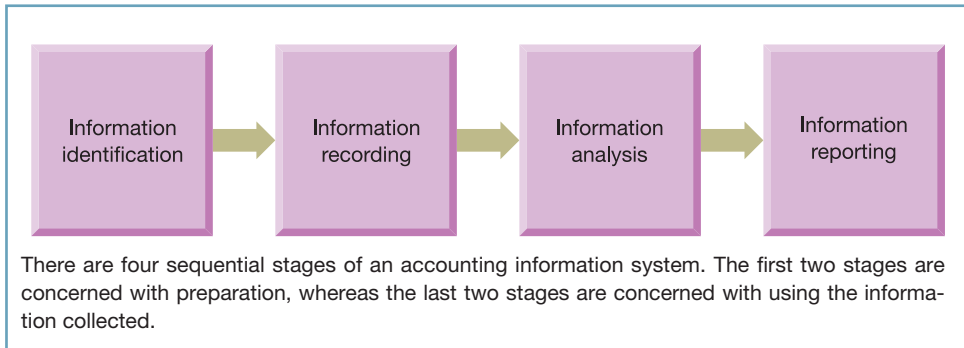 Information
identification
Information
recording
Information
analysis
Information
reporting
There are four sequential stages of an accounting information system. The first two stages are
concerned with preparation, whereas the last two stages are concerned with using the informa-
tion collected.